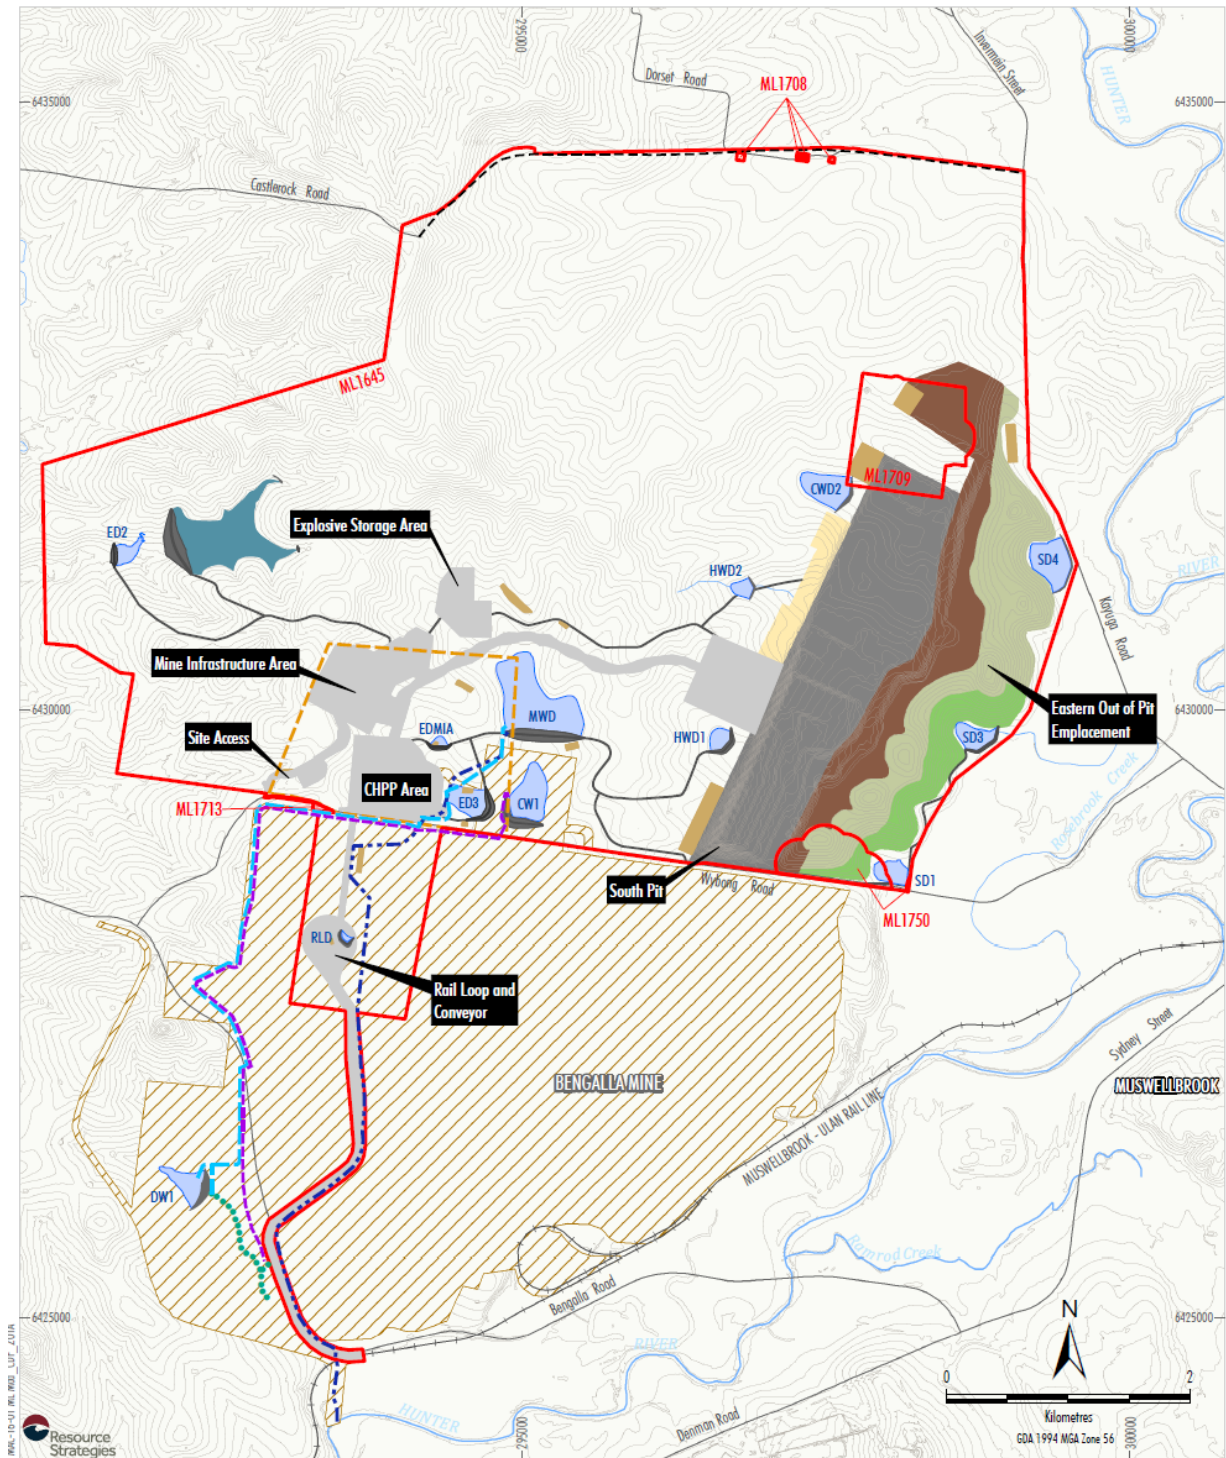 295000
300000
Invermein Street
HUNTER
Dorset Road
ML1708
6435000
6435000
Castlerock Road
ML1645
ML1709
CWD2
ED2
Explosive Storage Area
SD4
RIVER
HWD2
Kayuga Road
Mine Infrastructure Area
6430000
6430000
MWD
Eastern Out of Pit
Emplacement
EDMIA
Site Access
HWD1
SD3
CHPP Area
ED3
CW1
Rosebrook Creek
ML1713
South Pit
Wybong Road
SD1
ML1750
RLD
Rail Loop and
Conveyor
Sydney Street
BENGALLA MINE
MUSWELLBROOK
MUSWELLBROOK - ULAN RAIL LINE
DW1
Ramrod Creek
Bengalla Road
6425000
6425000
N
RIVER
0 2
Kilometres
GDA 1994 MGA Zone 56
HUNTER
Denman Road
295000
300000
Resource
Strategies